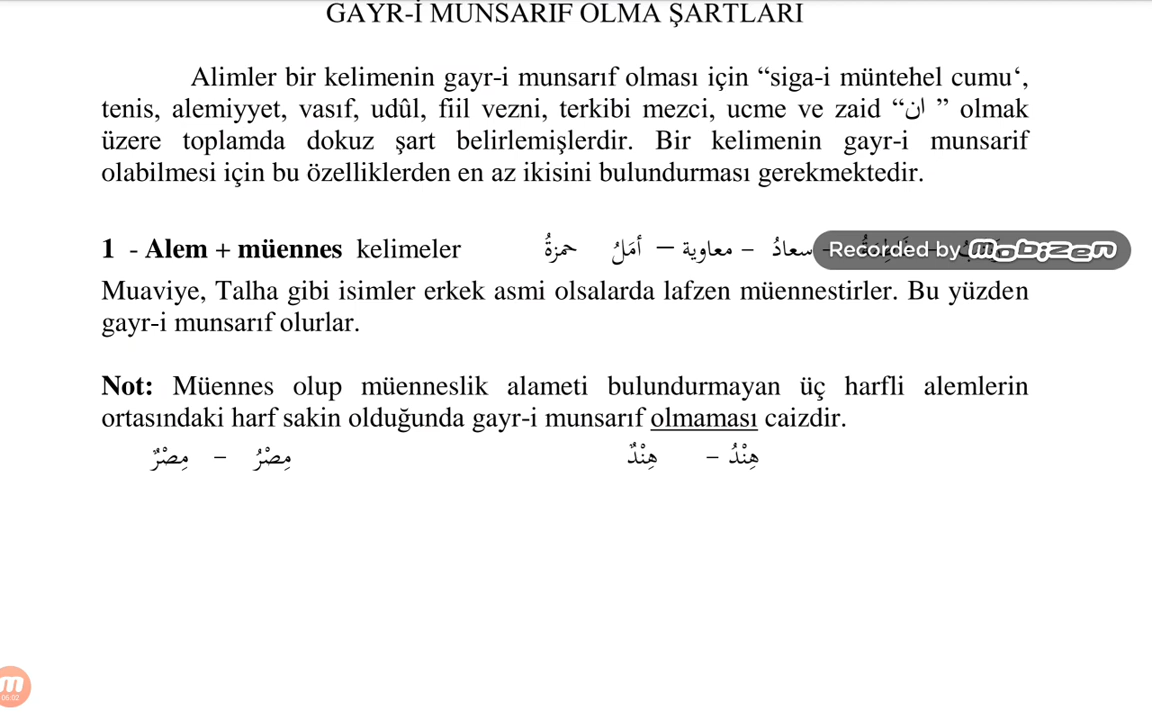 GAYR-İ MUNSARIF OLMA ŞARTLARI
Alimler bir kelimenin gayr-i munsarıf olması için “siga-i müntehel cumu‘,
tenis, alemiyyet, vasıf, udûl, fiil vezni, terkibi mezci, ucme ve zaid “ان ” olmak
üzere toplamda dokuz şart belirlemişlerdir. Bir kelimenin gayr-i munsarif
olabilmesi için bu özelliklerden en az ikisini bulundurması gerekmektedir.
1 - Alem + müennes kelimeler سعادُ – معاوية – أمَلُ حمزةُ
Recorded by mobizen
Muaviye, Talha gibi isimler erkek asmi olsalarda lafzen müennestirler. Bu yüzden
gayr-i munsarıf olurlar.
Not: Müennes olup müenneslik alameti bulundurmayan üç harfli alemlerin
ortasındaki harf sakin olduğunda gayr-i munsarıf olmaması caizdir.
هِنْدُ – هِنْدٌ مِصْرُ – مِصْرٌ
m
06:02